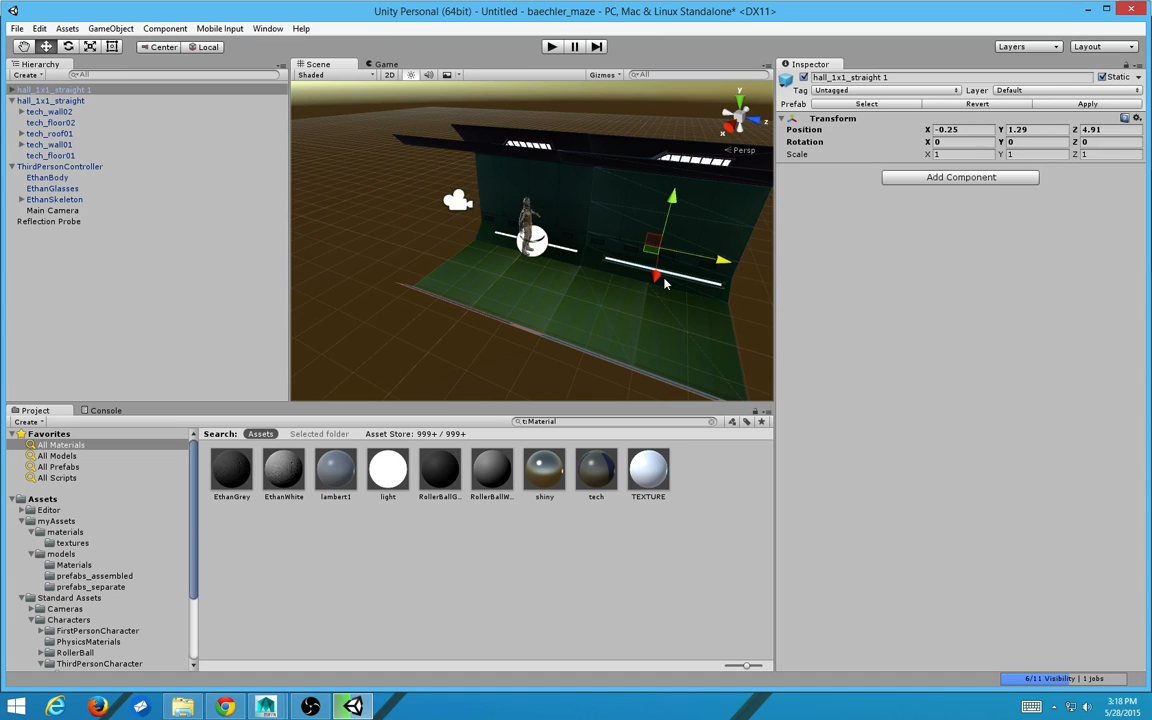 Unity Personal (64bit) - Untitled - baechler_maze - PC, Mac & Linux Standalone* <DX11>
File Edit Assets GameObject Component Mobile Input Window Help
Center Local Layers Layout
Hierarchy
Create All
hall_1x1_straight 1
hall_1x1_straight
tech_wall02
tech_floor02
tech_roof01
tech_wall01
tech_floor01
ThirdPersonController
EthanBody
EthanGlasses
EthanSkeleton
Main Camera
Reflection Probe
Scene Game
Shaded 2D Gizmos All
y
x z
Persp
Inspector
hall_1x1_straight 1 Static
Tag Untagged Layer Default
Prefab Select Revert Apply
Transform
Position X -0.25 Y 1.29 Z 4.91
Rotation X 0 Y 0 Z 0
Scale X 1 Y 1 Z 1
Add Component
Project Console
Create t:Material
Favorites
All Materials
All Models
All Prefabs
All Scripts
Assets
Editor
myAssets
materials
textures
models
Materials
prefabs_assembled
prefabs_separate
Standard Assets
Cameras
Characters
FirstPersonCharacter
PhysicsMaterials
RollerBall
ThirdPersonCharacter
Search: Assets Selected folder Asset Store: 999+ / 999+
EthanGrey EthanWhite lambert1 light RollerBallG... RollerBallW... shiny tech TEXTURE
6/11 Visibility | 1 jobs
3:18 PM
5/28/2015